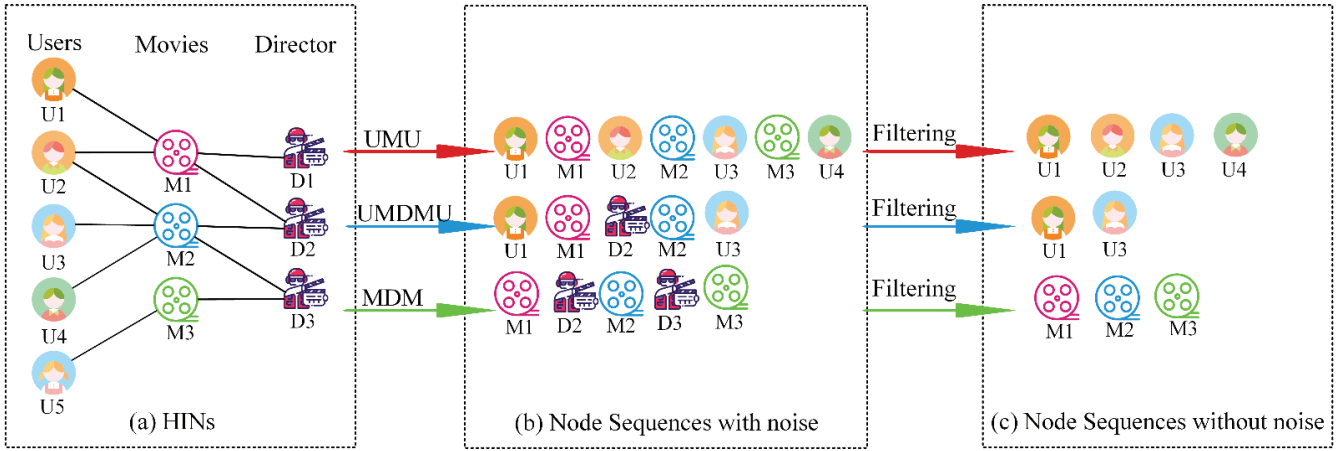 Users Movies Director
U1
U2
U3
U4
U5
M1
M2
M3
D1
D2
D3
(a) HINs
UMU
UMDMU
MDM
U1 M1 U2 M2 U3 M3 U4
U1 M1 D2 M2 U3
M1 D2 M2 D3 M3
(b) Node Sequences with noise
Filtering
Filtering
Filtering
U1 U2 U3 U4
U1 U3
M1 M2 M3
(c) Node Sequences without noise